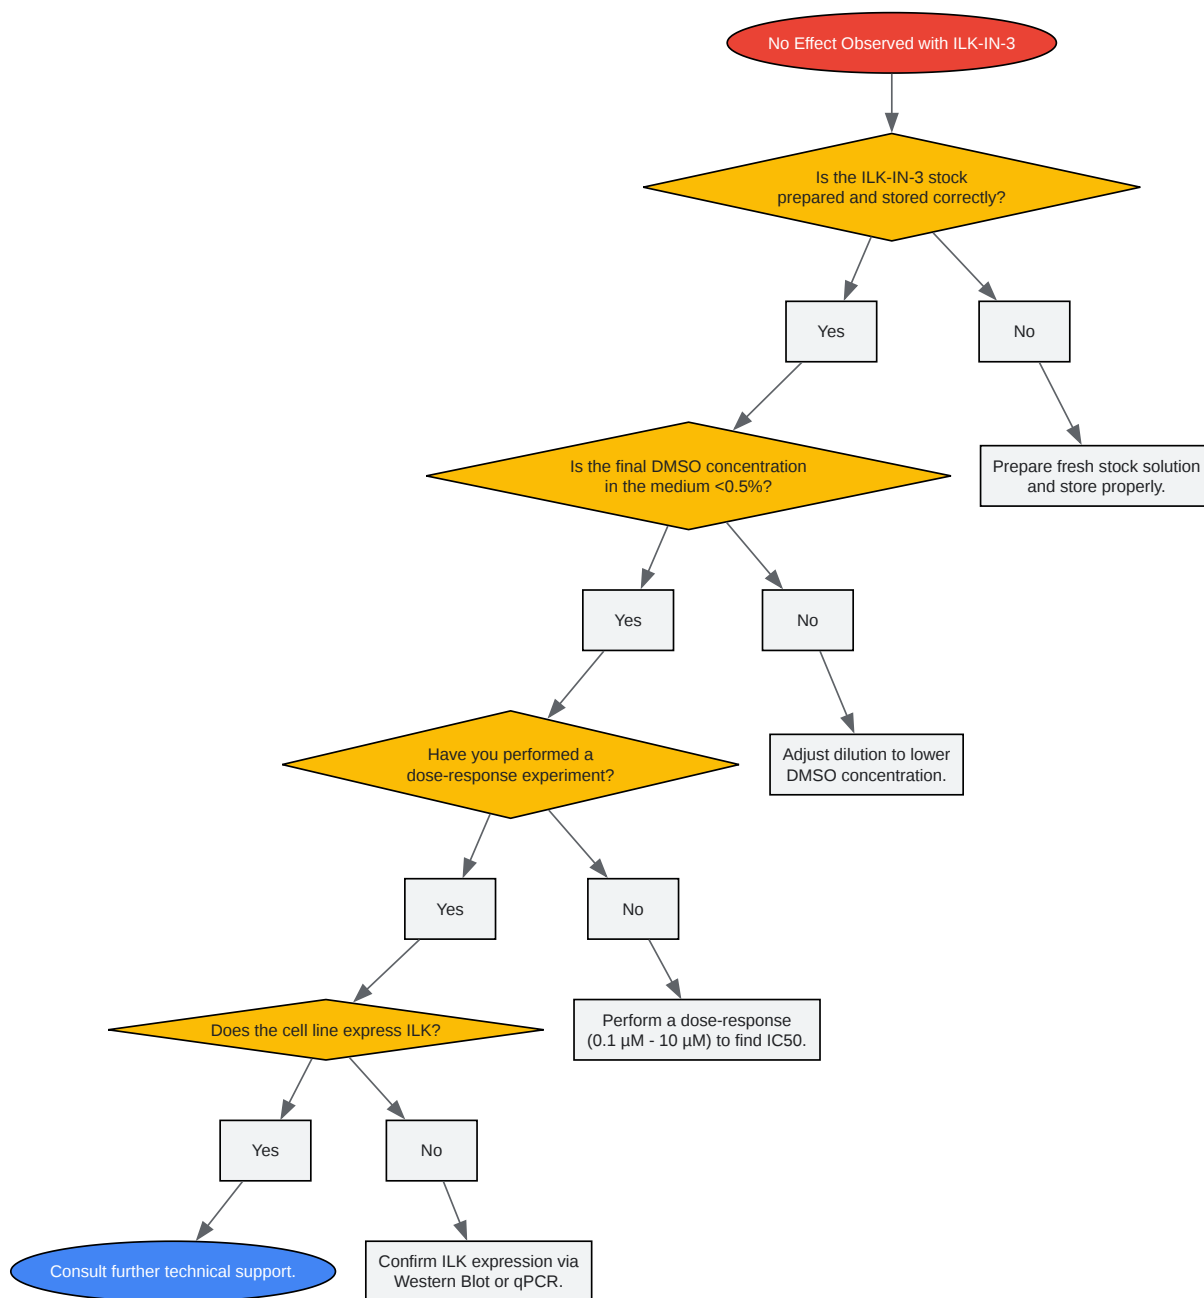 No Effect Observed with ILK-IN-3
Is the ILK-IN-3 stock
prepared and stored correctly?
Yes
No
Is the final DMSO concentration
in the medium <0.5%?
Prepare fresh stock solution
and store properly.
Yes
No
Have you performed a
dose-response experiment?
Adjust dilution to lower
DMSO concentration.
Yes
No
Does the cell line express ILK?
Perform a dose-response
(0.1 µM - 10 µM) to find IC50.
Yes
No
Consult further technical support.
Confirm ILK expression via
Western Blot or qPCR.